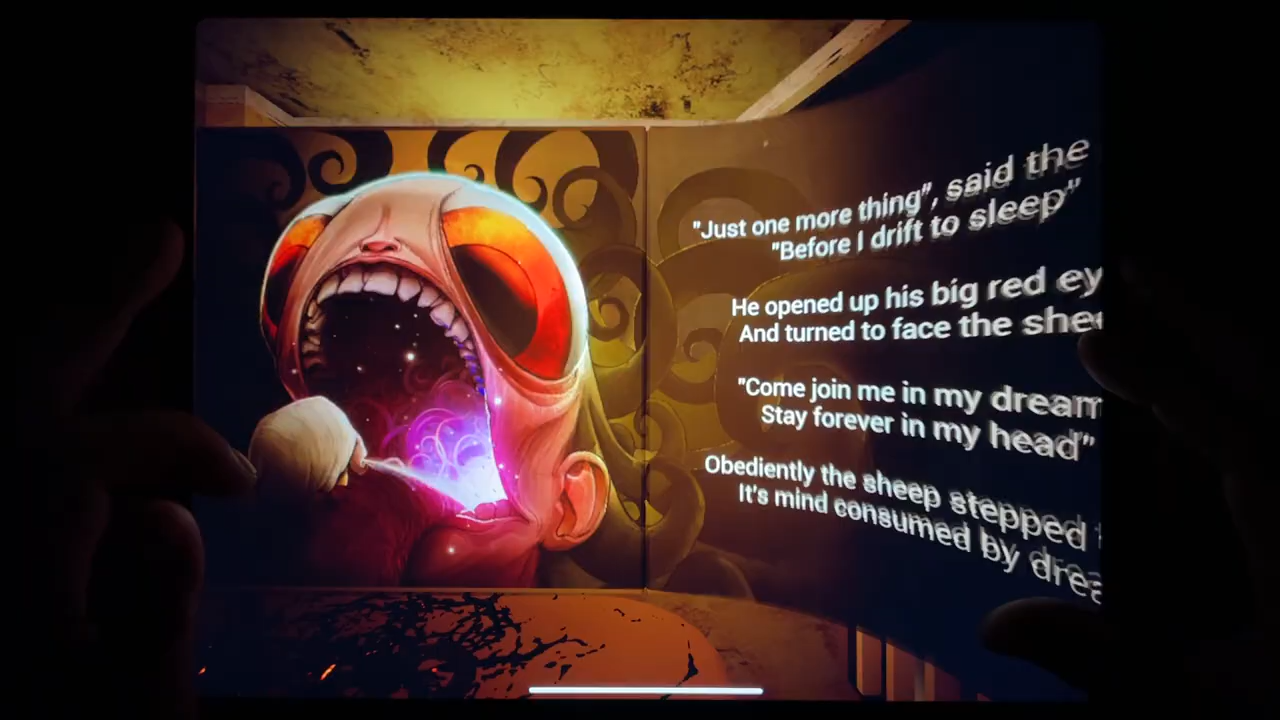 "Just one more thing", said the
"Before I drift to sleep"
He opened up his big red
And turned to face the
"Come join me in my
Stay forever in my head"
Obediently the sheep stepped
It's mind consumed by